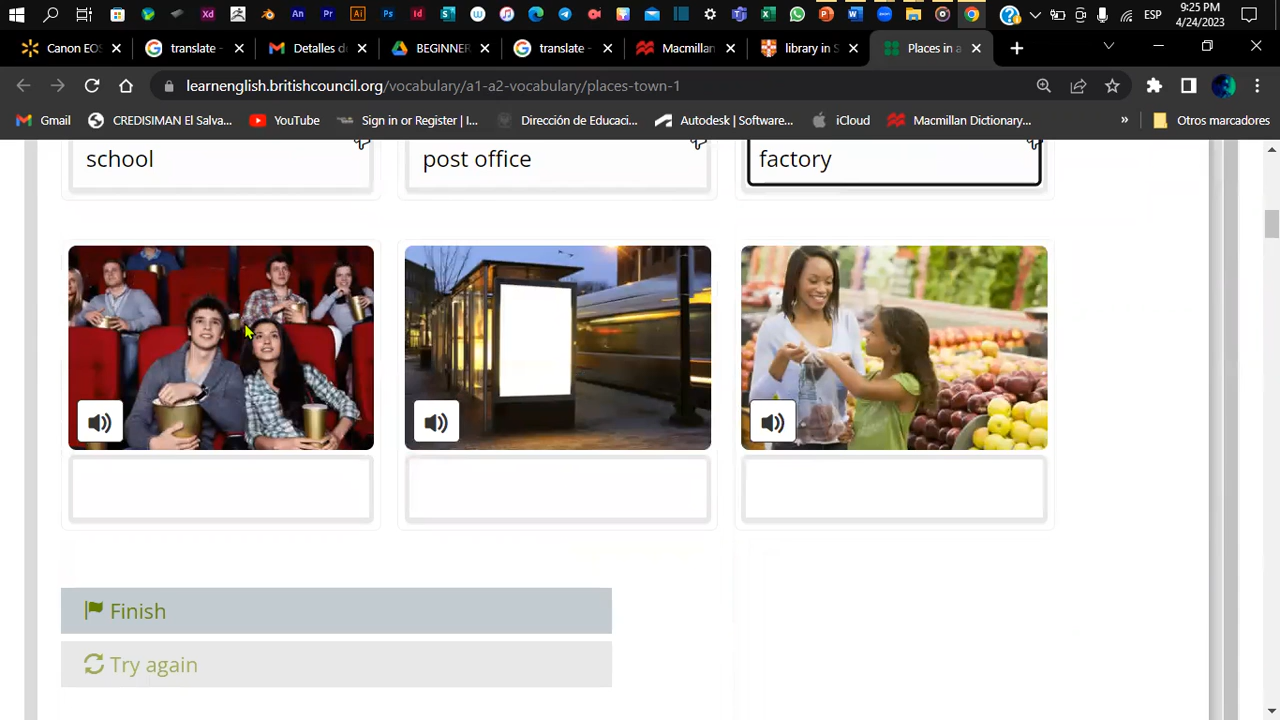 9:25 PM
ESP
4/24/2023
Canon EOS
translate -
Detalles d
BEGINNER
translate -
Macmillan
library in S
Places in a
learnenglish.britishcouncil.org/vocabulary/a1-a2-vocabulary/places-town-1
Gmail
CREDISIMAN El Salva...
YouTube
Sign in or Register | I...
Dirección de Educaci...
Autodesk | Software...
iCloud
Macmillan Dictionary...
»
Otros marcadores
school
post office
factory
Finish
Try again